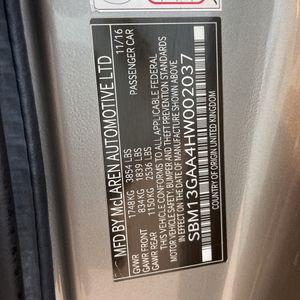 MFD BY McLAREN AUTOMOTIVE LTD
11/16
PASSENGER CAR
GVWR 1748KG 3854 LBS
GAWR FRONT 834KG 1839 LBS
GAWR REAR 1150KG 2536 LBS
THIS VEHICLE CONFORMS TO ALL APPLICABLE FEDERAL
MOTOR VEHICLE SAFETY, BUMPER AND THEFT PREVENTION STANDARDS
IN EFFECT ON THE DATE OF MANUFACTURE SHOWN ABOVE
SBM13GAA4HW002037
COUNTRY OF ORIGIN UNITED KINGDOM